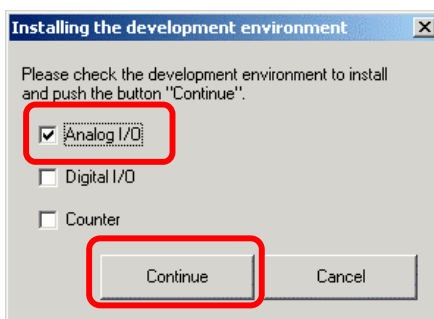 Installing the development environment
Please check the development environment to install
and push the button "Continue".
Analog I/O
Digital I/O
Counter
Continue Cancel